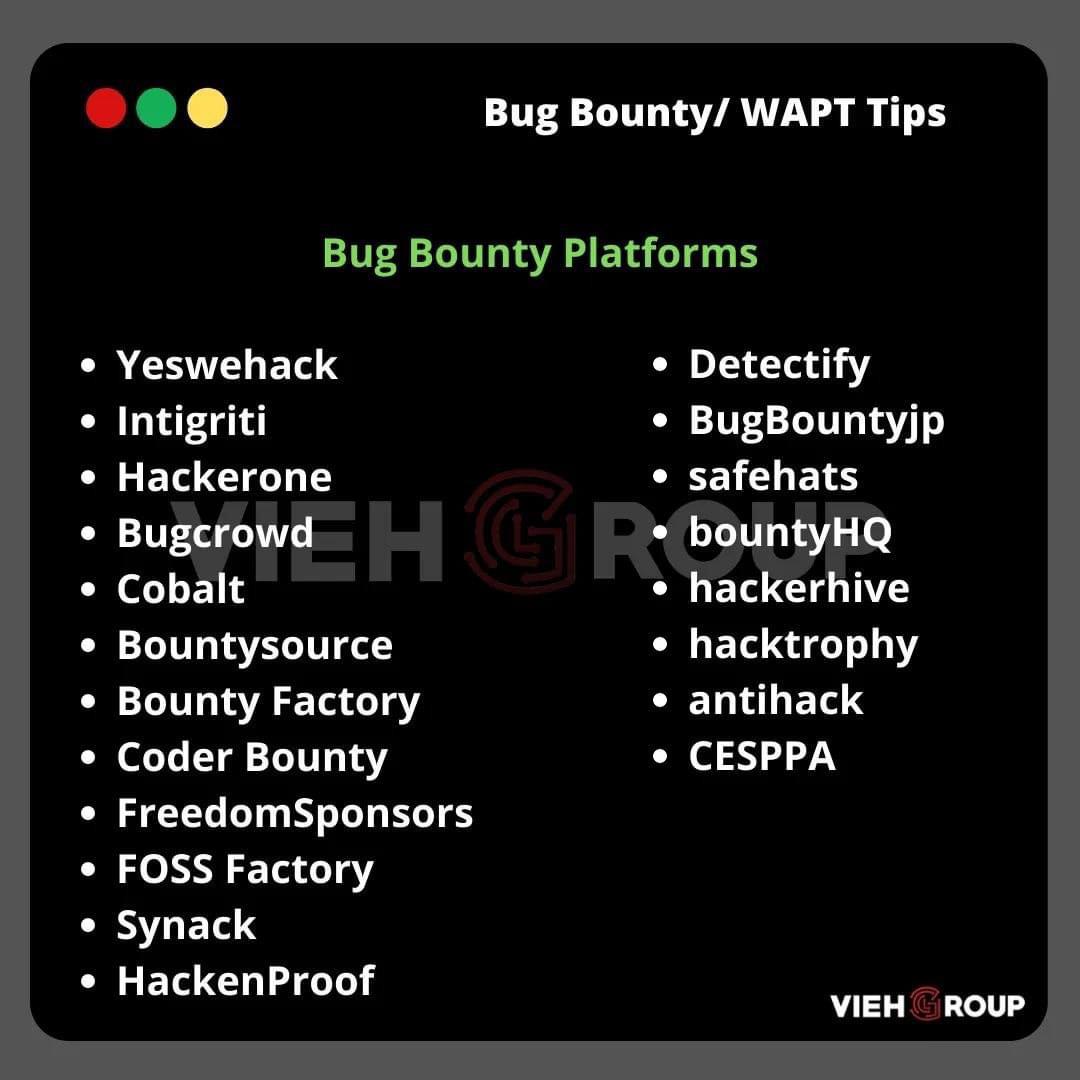 Bug Bounty/ WAPT Tips
Bug Bounty Platforms
• Yeswehack
• Intigriti
• Hackerone
• Bugcrowd
• Cobalt
• Bountysource
• Bounty Factory
• Coder Bounty
• FreedomSponsors
• FOSS Factory
• Synack
• HackenProof
• Detectify
• BugBountyjp
• safehats
• bountyHQ
• hackerhive
• hacktrophy
• antihack
• CESPPA
VIEH GROUP
VIEH GROUP